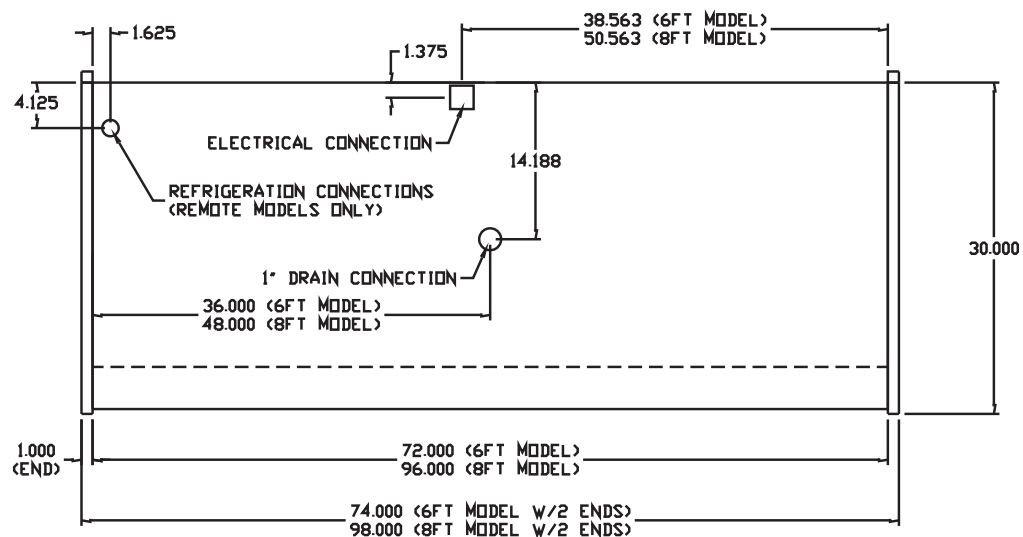 38.563 (6FT MODEL)
50.563 (8FT MODEL)
1.625
1.375
4.125
ELECTRICAL CONNECTION
14.188
REFRIGERATION CONNECTIONS
(REMOTE MODELS ONLY)
30.000
1" DRAIN CONNECTION
36.000 (6FT MODEL)
48.000 (8FT MODEL)
1.000
(END)
72.000 (6FT MODEL)
96.000 (8FT MODEL)
74.000 (6FT MODEL W/2 ENDS)
98.000 (8FT MODEL W/2 ENDS)